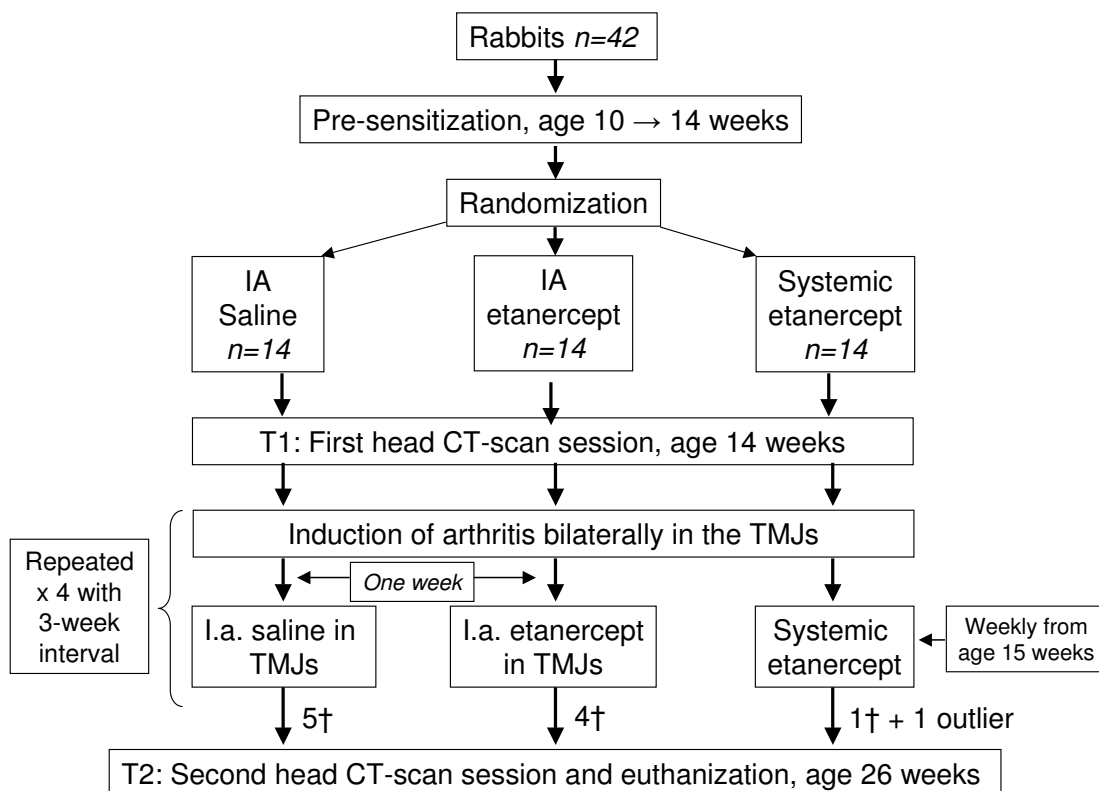 Rabbits n=42
Pre-sensitization, age 10 → 14 weeks
Randomization
IA
Saline
n=14
IA
etanercept
n=14
Systemic
etanercept
n=14
T1: First head CT-scan session, age 14 weeks
Induction of arthritis bilaterally in the TMJs
Repeated
x 4 with
3-week
interval
One week
I.a. saline in
TMJs
I.a. etanercept
in TMJs
Systemic
etanercept
Weekly from
age 15 weeks
5†
4†
1† + 1 outlier
T2: Second head CT-scan session and euthanization, age 26 weeks